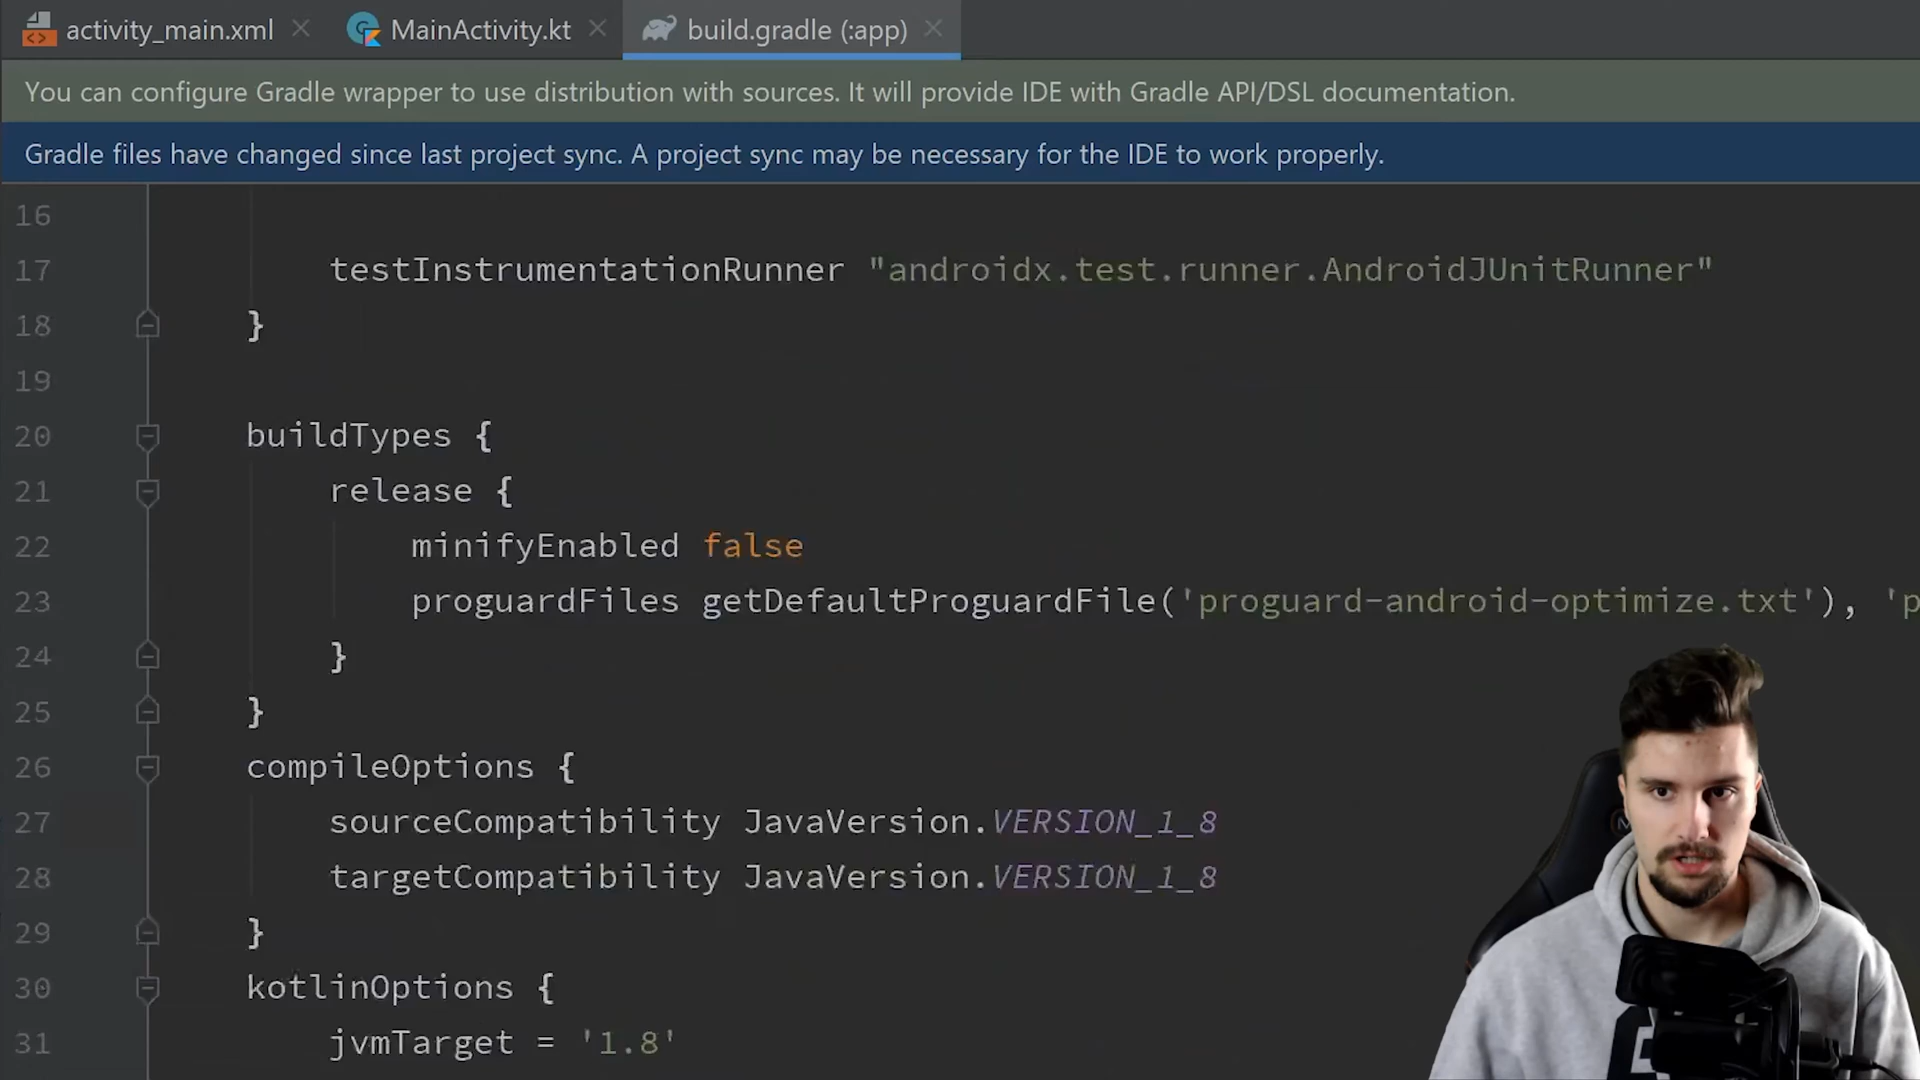 activity_main.xml MainActivity.kt build.gradle (:app)
You can configure Gradle wrapper to use distribution with sources. It will provide IDE with Gradle API/DSL documentation.
Gradle files have changed since last project sync. A project sync may be necessary for the IDE to work properly.
16
17 testInstrumentationRunner "androidx.test.runner.AndroidJUnitRunner"
18 }
19
20 buildTypes {
21 release {
22 minifyEnabled false
23 proguardFiles getDefaultProguardFile('proguard-android-optimize.txt'), 'p
24 }
25 }
26 compileOptions {
27 sourceCompatibility JavaVersion.VERSION_1_8
28 targetCompatibility JavaVersion.VERSION_1_8
29 }
30 kotlinOptions {
31 jvmTarget = '1.8'